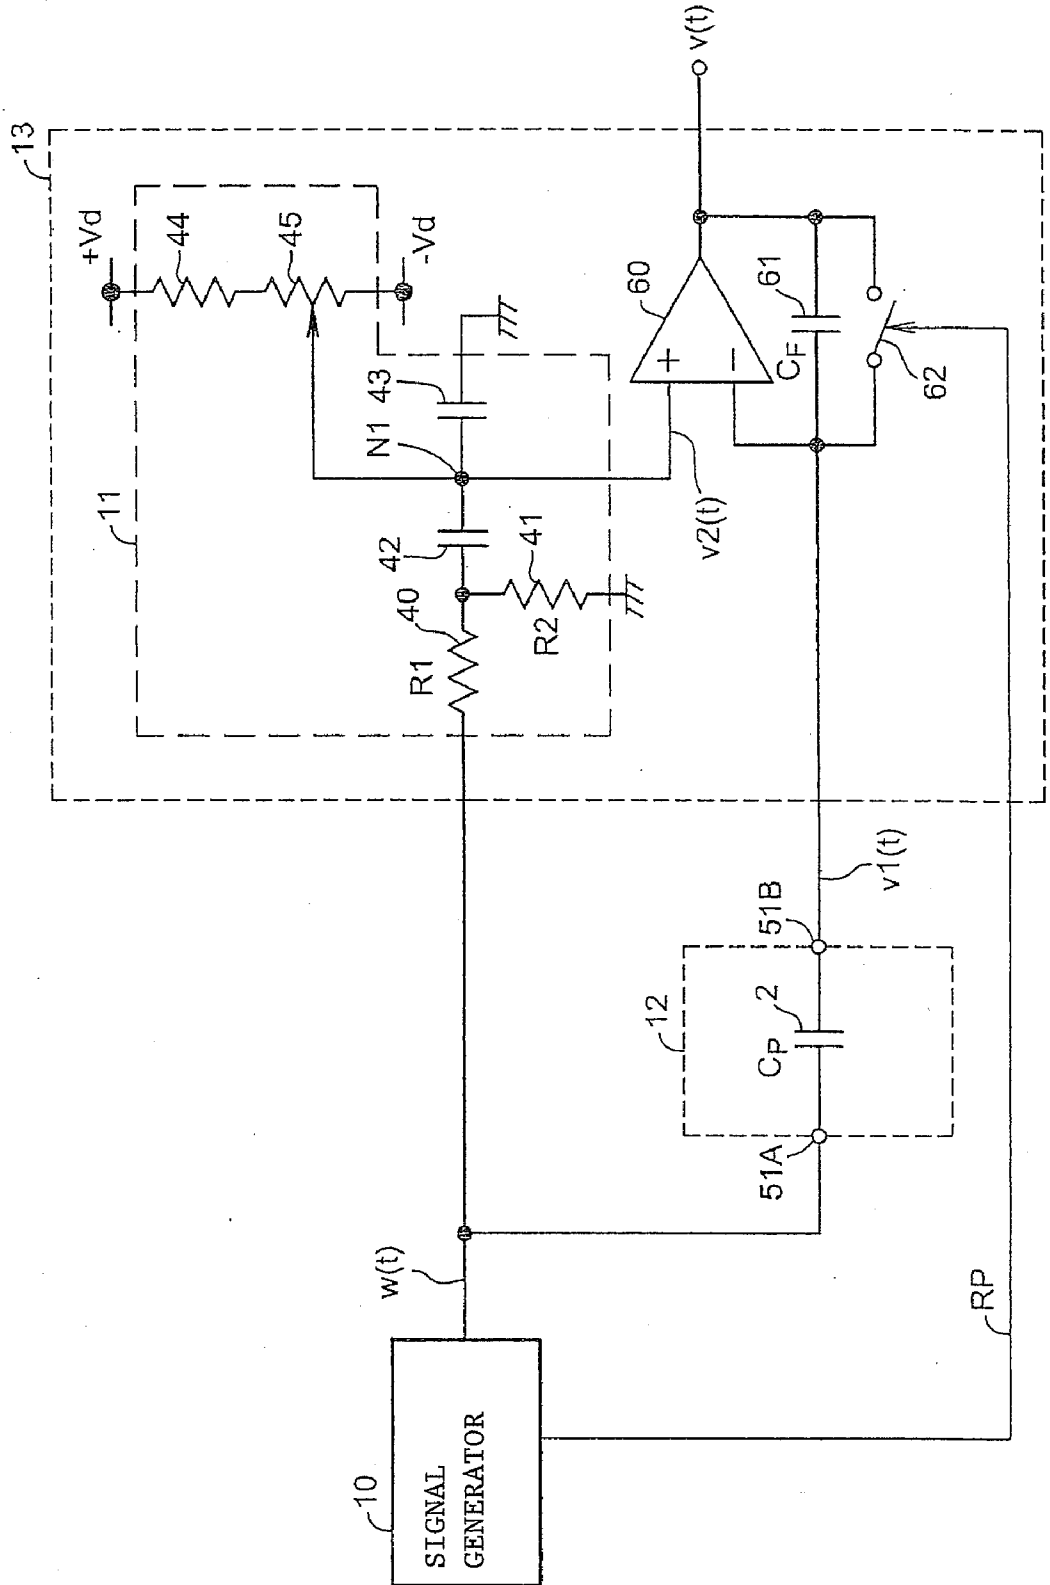 13
+Vd
44
45
-Vd
11
N1
43
42
40
R1
41
R2
v2(t)
60
+
−
v(t)
61
CF
62
12
2
CP
51A
51B
v1(t)
w(t)
10
SIGNAL
GENERATOR
RP